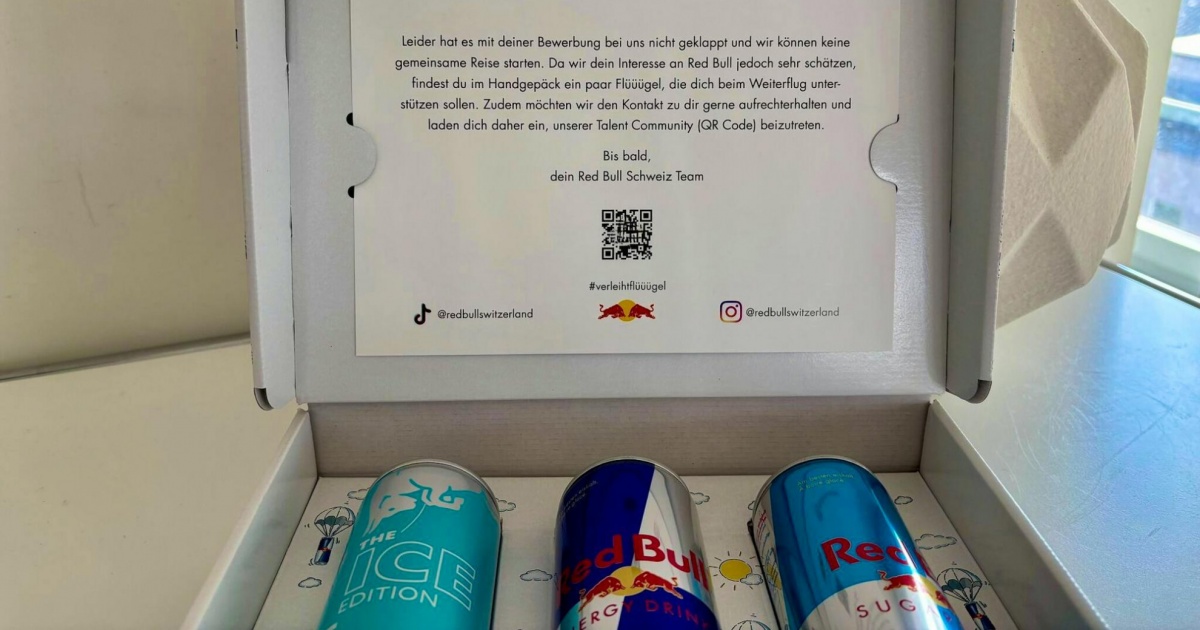 Leider hat es mit deiner Bewerbung bei uns nicht geklappt und wir können keine
gemeinsame Reise starten. Da wir dein Interesse an Red Bull jedoch sehr schätzen,
findest du im Handgepäck ein paar Flüüügel, die dich beim Weiterflug unter-
stützen sollen. Zudem möchten wir den Kontakt zu dir gerne aufrechterhalten und
laden dich daher ein, unserer Talent Community (QR Code) beizutreten.
Bis bald,
dein Red Bull Schweiz Team
#verleihtflüüügel
@redbullswitzerland
@redbullswitzerland
THE
ICE
EDITION
Red Bull
ERGY DRIN
Red
SUGA